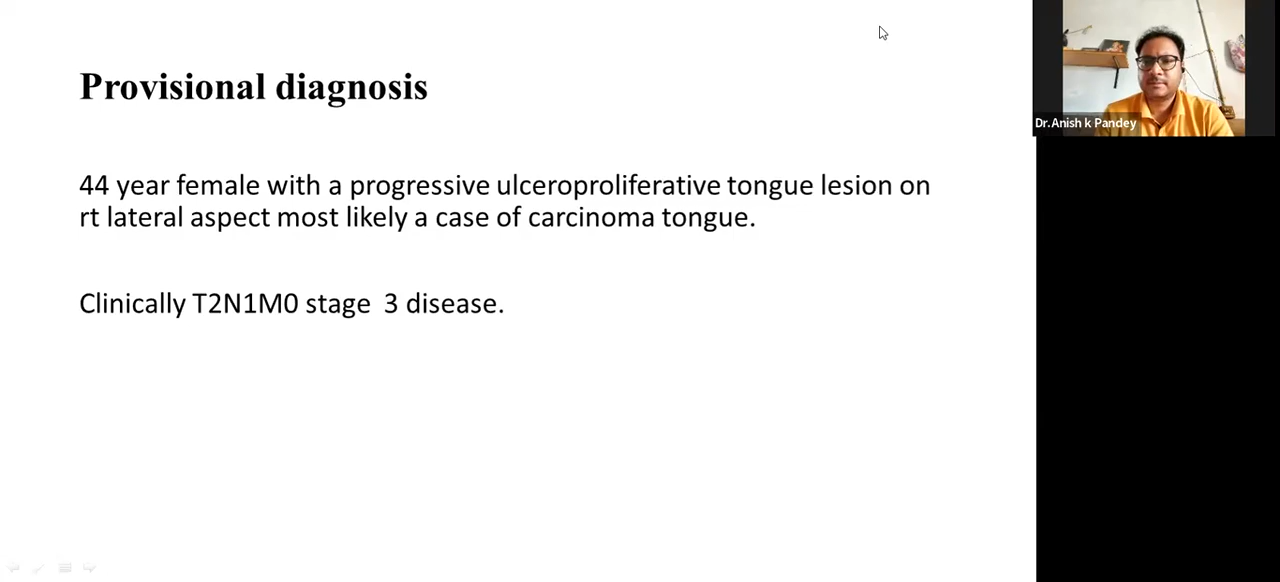 Provisional diagnosis
44 year female with a progressive ulceroproliferative tongue lesion on
rt lateral aspect most likely a case of carcinoma tongue.
Clinically T2N1M0 stage  3 disease.
Dr.Anish k Pandey